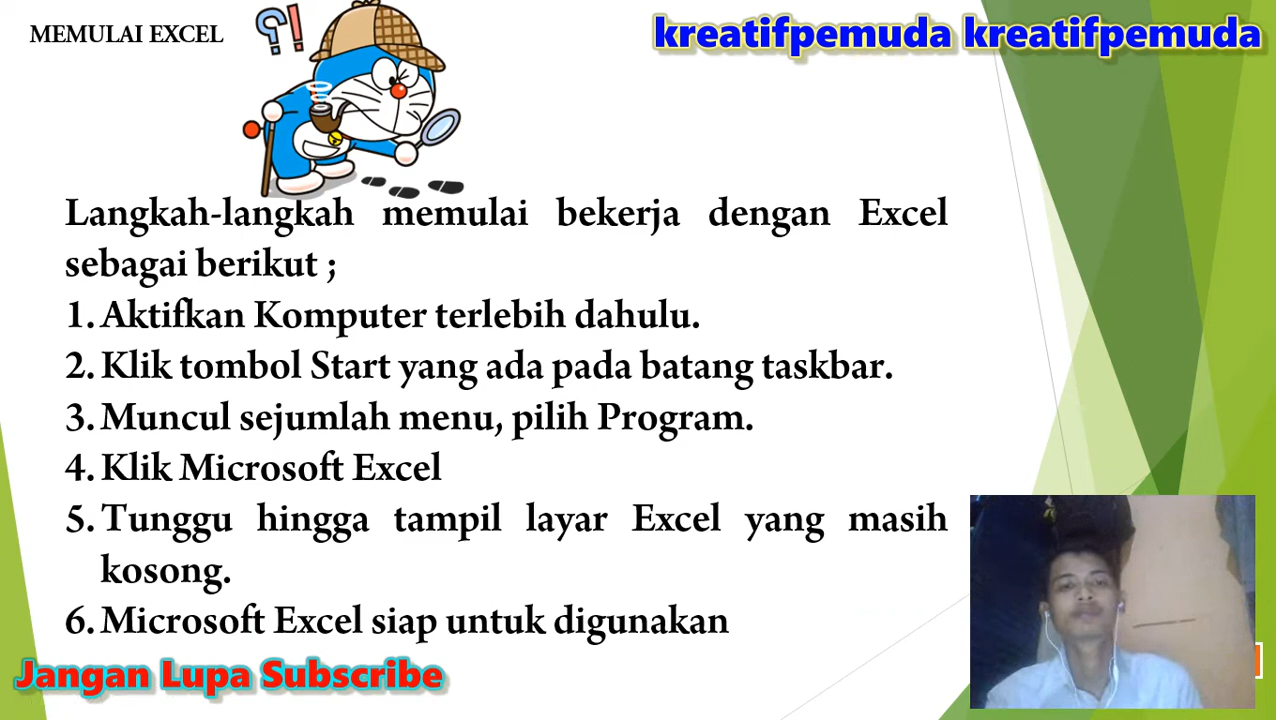 MEMULAI EXCEL
kreatifpemuda kreatifpemuda
Langkah-langkah memulai bekerja dengan Excel
sebagai berikut ;
1. Aktifkan Komputer terlebih dahulu.
2. Klik tombol Start yang ada pada batang taskbar.
3. Muncul sejumlah menu, pilih Program.
4. Klik Microsoft Excel
5. Tunggu hingga tampil layar Excel yang masih
kosong.
6. Microsoft Excel siap untuk digunakan
Jangan Lupa Subscribe